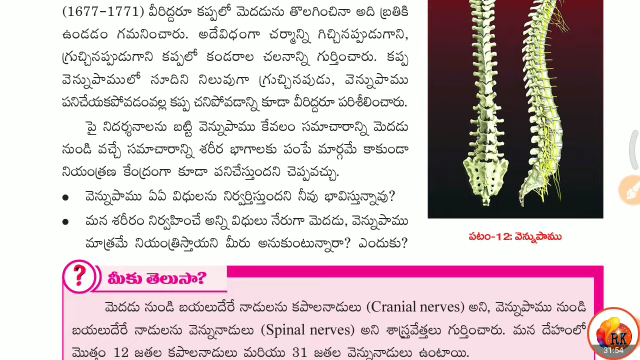 (1677-1771) వీరిద్దరూ కప్పలో మెదడును తొలగించినా అది బ్రతికి
ఉండడం గమనించారు. అదేవిధంగా చర్మాన్ని గిచ్చినప్పుడుగాని,
గ్రుచ్చినప్పుడుగాని కప్పలో కండరాల చలనాన్ని గుర్తించారు. కప్ప
వెన్నుపాములో సూదిని నిలువుగా గ్రుచ్చినవుడు, వెన్నుపాము
పనిచేయకపోవడంవల్ల కప్ప చనిపోవడాన్ని కూడా వీరిద్దరూ పరిశీలించారు.
పై నిదర్శనాలను బట్టి వెన్నుపాము కేవలం సమాచారాన్ని మెదడు
నుండి వచ్చే సమాచారాన్ని శరీర భాగాలకు పంపే మార్గమే కాకుండా
నియంత్రణ కేంద్రంగా కూడా పనిచేస్తుందని చెప్పవచ్చు.
• వెన్నుపాము ఏఏ విధులను నిర్వర్తిస్తుందని నీవు భావిస్తున్నావు?
• మన శరీరం నిర్వహించే అన్ని విధులు నేరుగా మెదడు, వెన్నుపాము
మాత్రమే నియంత్రిస్తాయని మీరు అనుకుంటున్నారా? ఎందుకు?
పటం-12: వెన్నుపాము
? మీకు తెలుసా?
మెదడు నుండి బయలుదేరే నాడులను కపాలనాడులు (Cranial nerves) అని, వెన్నుపాము నుండి
బయలుదేరే నాడులను వెన్నునాడులు (Spinal nerves) అని శాస్త్రవేత్తలు గుర్తించారు. మన దేహంలో
మొత్తం 12 జతల కపాలనాడులు మరియు 31 జతల వెన్నునాడులు ఉంటాయి.
RK
31:54